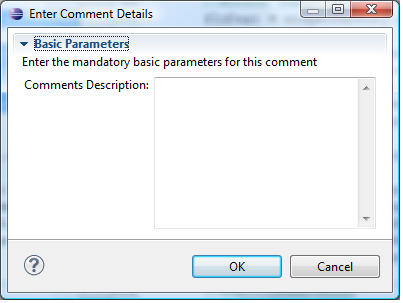 Enter Comment Details
Basic Parameters
Enter the mandatory basic parameters for this comment
Comments Description:
OK
Cancel